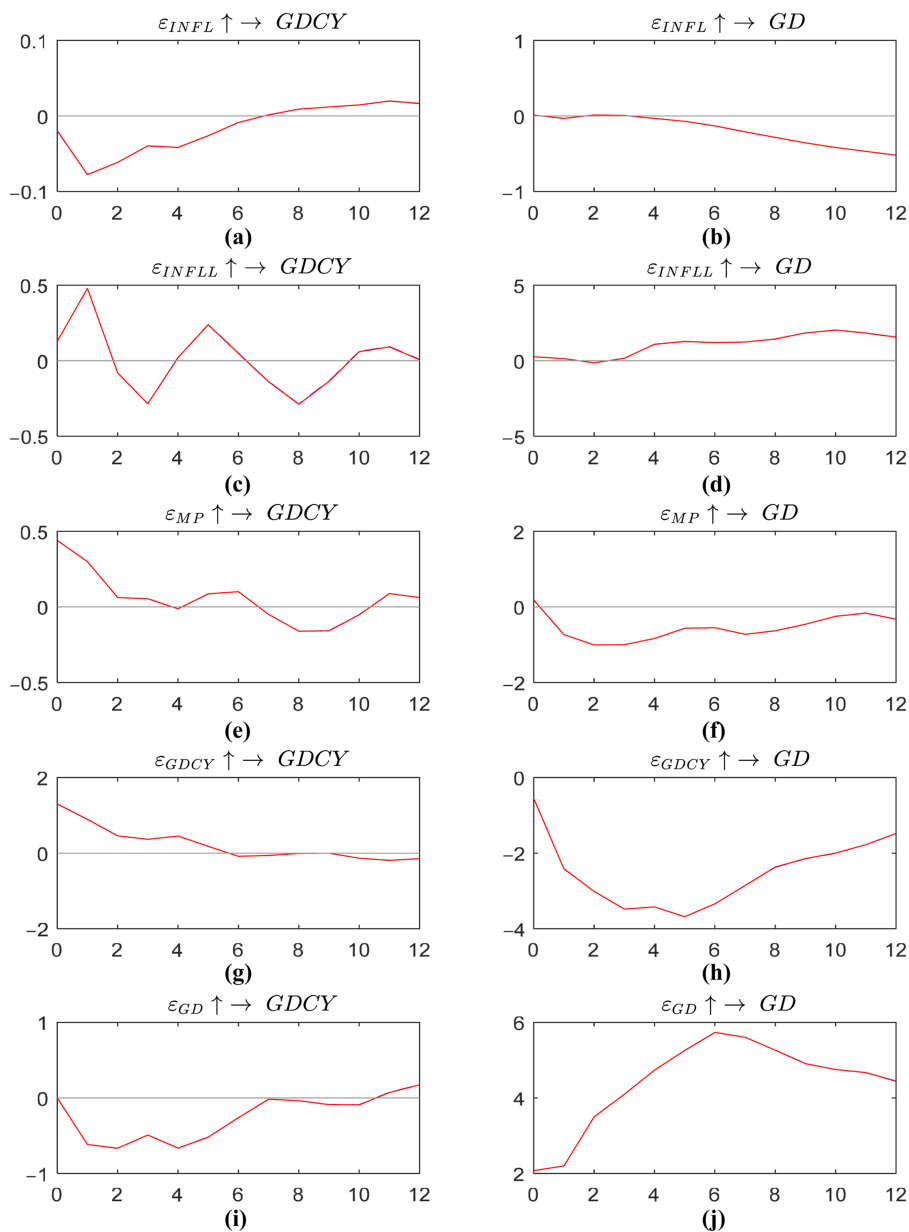 ε_INFL ↑ → GDCY
0.1
0
−0.1
0 2 4 6 8 10 12
(a)
ε_INFL ↑ → GD
1
0
−1
0 2 4 6 8 10 12
(b)
ε_INFLL ↑ → GDCY
0.5
0
−0.5
0 2 4 6 8 10 12
(c)
ε_INFLL ↑ → GD
5
0
−5
0 2 4 6 8 10 12
(d)
ε_MP ↑ → GDCY
0.5
0
−0.5
0 2 4 6 8 10 12
(e)
ε_MP ↑ → GD
2
0
−2
0 2 4 6 8 10 12
(f)
ε_GDCY ↑ → GDCY
2
0
−2
0 2 4 6 8 10 12
(g)
ε_GDCY ↑ → GD
0
−2
−4
0 2 4 6 8 10 12
(h)
ε_GD ↑ → GDCY
1
0
−1
0 2 4 6 8 10 12
(i)
ε_GD ↑ → GD
6
4
2
0 2 4 6 8 10 12
(j)